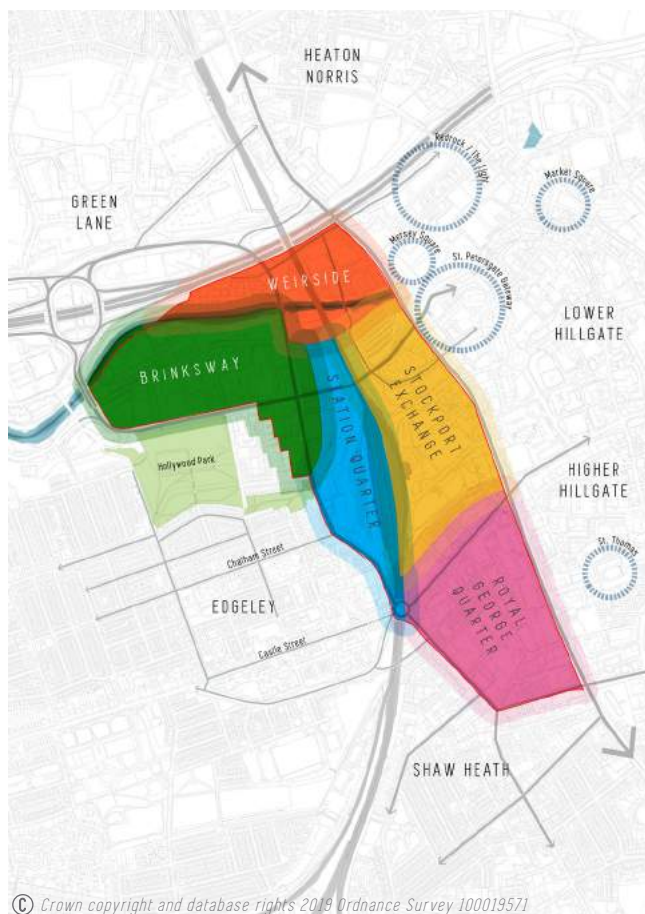 HEATON
NORRIS
Redrock / The Light
Market Square
GREEN
LANE
Mersey Square
St. Petersgate Gateway
WEIRSIDE
LOWER
HILLGATE
BRINKSWAY
STOCKPORT
EXCHANGE
STATION QUARTER
Hollywood Park
HIGHER
HILLGATE
St. Thomas
Chatham Street
EDGELEY
ROYAL
GEORGE
QUARTER
Castle Street
SHAW HEATH
© Crown copyright and database rights 2019 Ordnance Survey 100019571